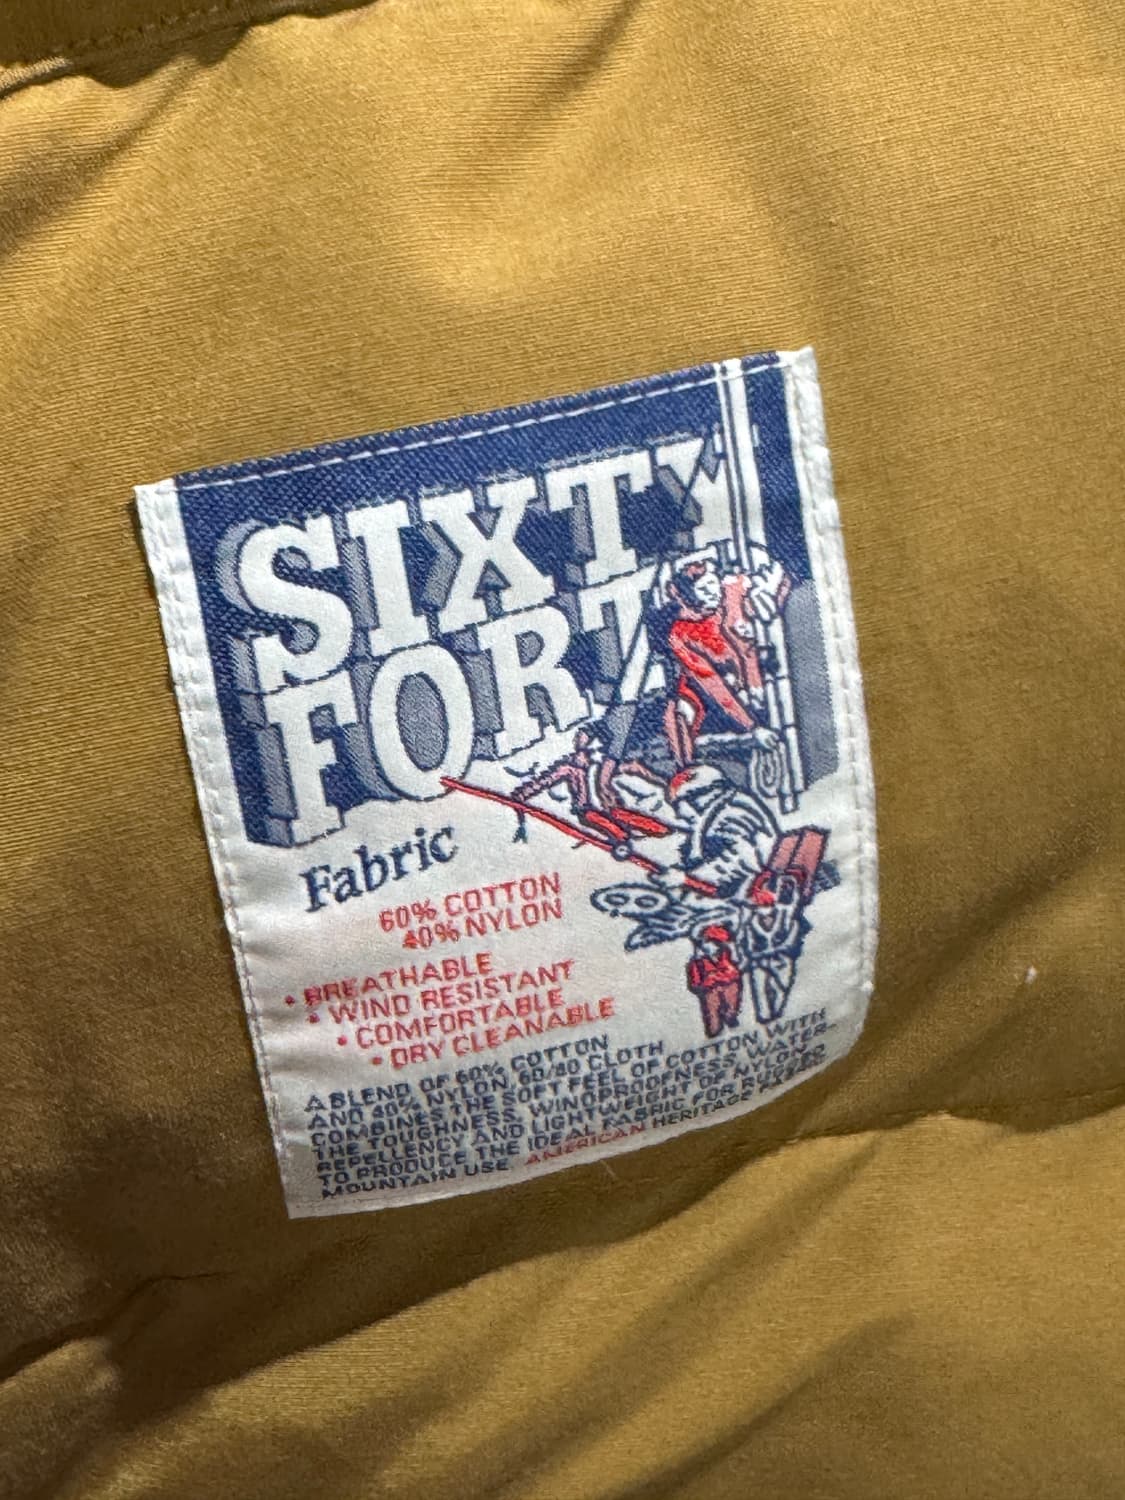 SIXTY
FORTY
Fabric
60% COTTON
40% NYLON
• BREATHABLE
• WIND RESISTANT
• COMFORTABLE
• DRY CLEANABLE
A BLEND OF 60% COTTON
AND 40% NYLON, 60/40 CLOTH
COMBINES THE SOFT FEEL OF COTTON WITH
THE TOUGHNESS, WINDPROOFNESS, WATER-
REPELLENCY AND LIGHTWEIGHT OF NYLON
TO PRODUCE THE IDEAL FABRIC FOR RUGGED
MOUNTAIN USE. AMERICAN HERITAGE